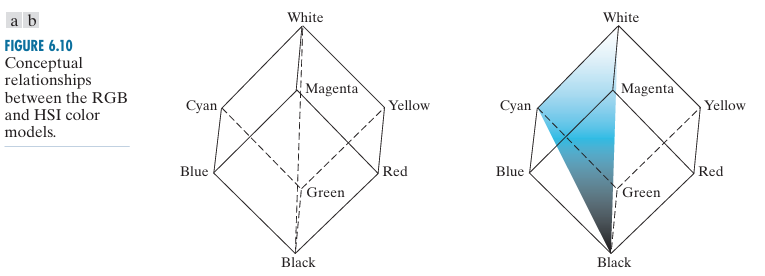 a b
FIGURE 6.10
Conceptual
relationships
between the RGB
and HSI color
models.
White
Magenta
Cyan
Yellow
Blue
Red
Green
Black
White
Magenta
Cyan
Yellow
Blue
Red
Green
Black